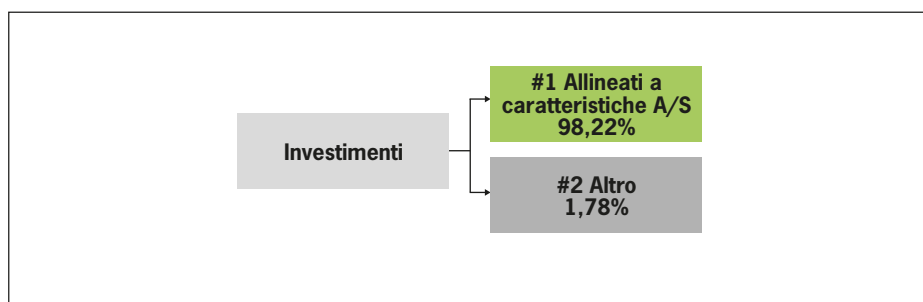 Investimenti
#1 Allineati a
caratteristiche A/S
98,22%
#2 Altro
1,78%